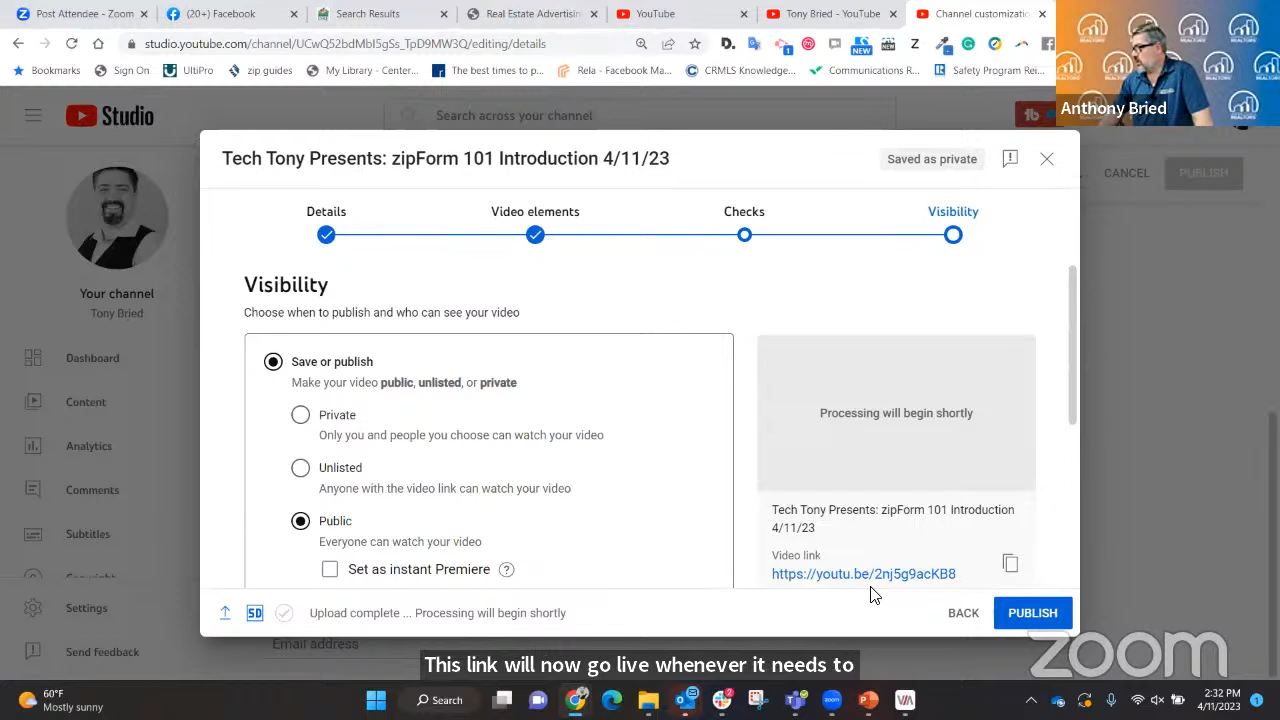 Post Attendee - Zoom
(20+) Facebook
Search Results
Real Estate Advertisin
YouTube
Tony Bried - YouTube
Channel customizatio
studio.youtube.com/channel/
/editing/details
NEW
NEW
Bookmarks
Sign On
UltiPro
zip guides
My Lin
Center-
The best times to p...
Rela - Facebook Ma...
CRMLS Knowledge...
Communications R...
Safety Program Rei
REALTORS
Anthony Bried
Studio
Search across your channel
tb
CANCEL
PUBLISH
Your channel
Tony Bried
Dashboard
Content
Analytics
Comments
Subtitles
Copyright
Settings
Send feedback
Tech Tony Presents: zipForm 101 Introduction 4/11/23
Saved as private
Details
Video elements
Checks
Visibility
Visibility
Choose when to publish and who can see your video
Save or publish
Make your video public, unlisted, or private
Private
Only you and people you choose can watch your video
Unlisted
Anyone with the video link can watch your video
Public
Everyone can watch your video
Set as instant Premiere
Processing will begin shortly
Tech Tony Presents: zipForm 101 Introduction
4/11/23
Video link
https://youtu.be/2nj5g9acKB8
SD
Upload complete ... Processing will begin shortly
BACK
PUBLISH
Email address
This link will now go live whenever it needs to
zoom
60°F
Mostly sunny
Search
2:32 PM
4/11/2023